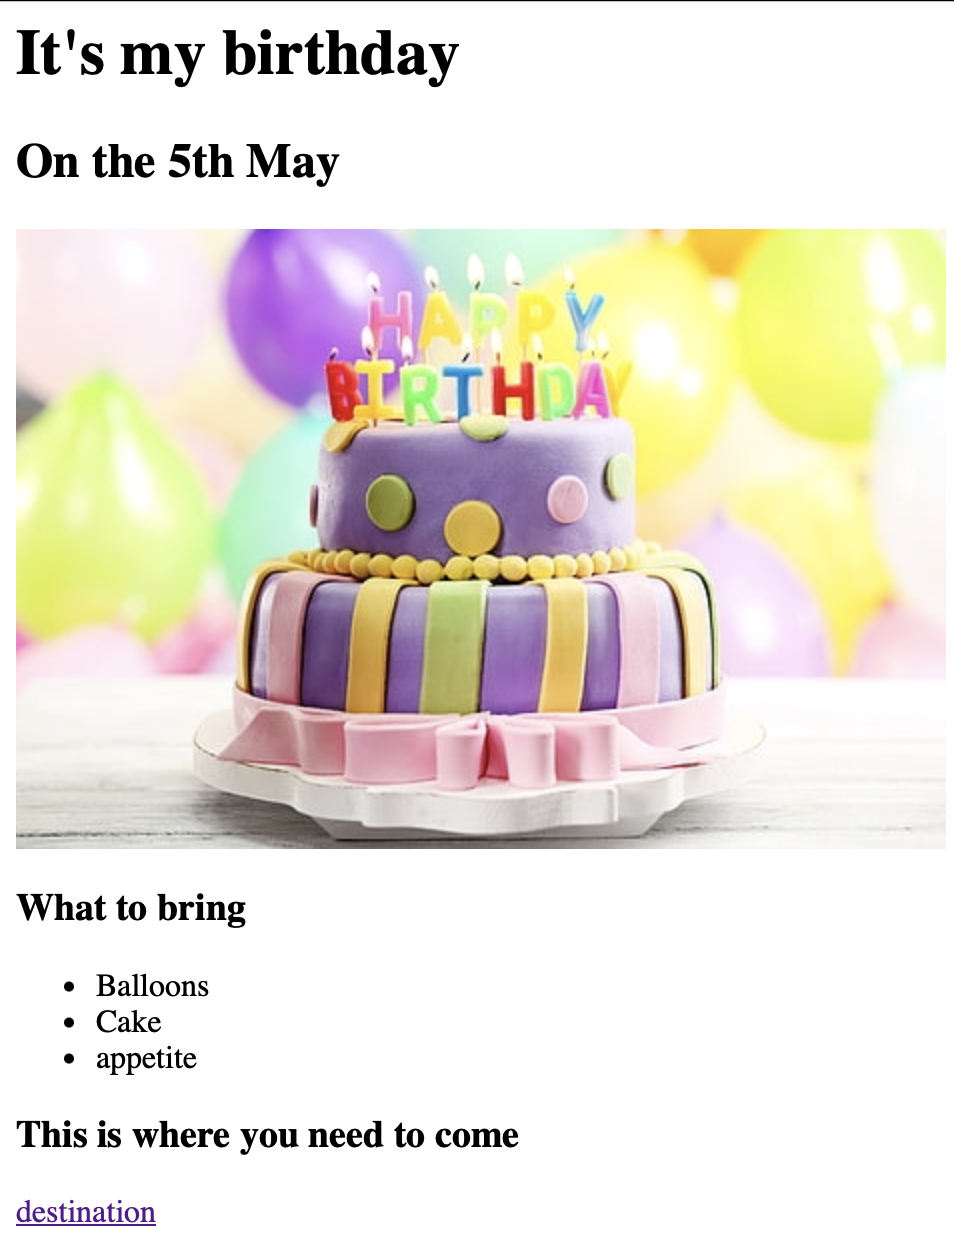 It's my birthday
On the 5th May
HAPPY
BIRTHDAY
What to bring
Balloons
Cake
appetite
This is where you need to come
destination